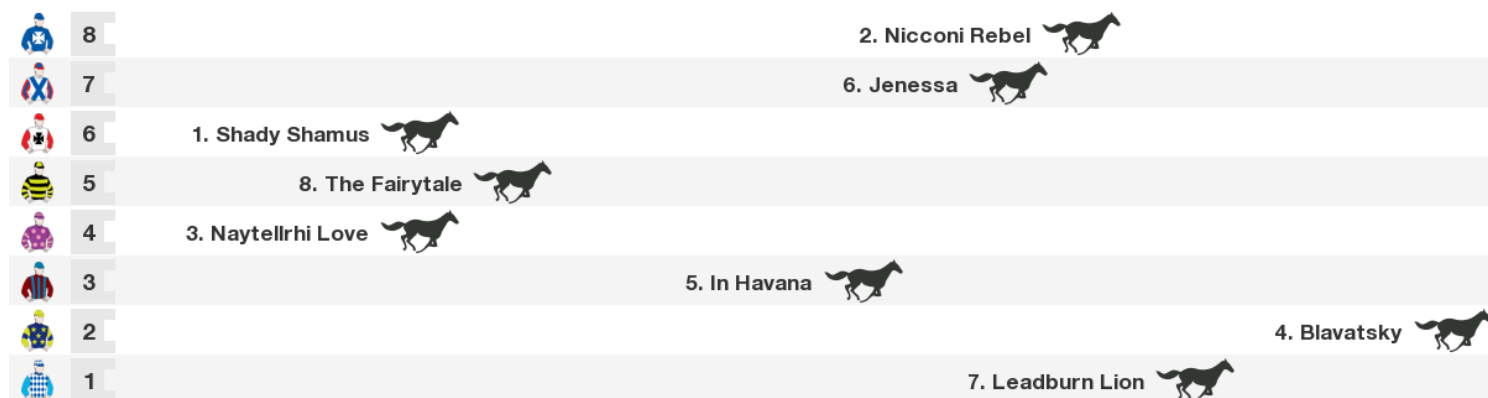 8 2. Nicconi Rebel
7 6. Jenessa
6 1. Shady Shamus
5 8. The Fairytale
4 3. Naytellrhi Love
3 5. In Havana
2 4. Blavatsky
1 7. Leadburn Lion